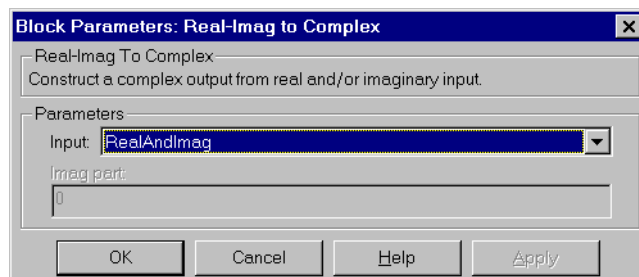 Block Parameters: Real-Imag to Complex
Real-Imag To Complex
Construct a complex output from real and/or imaginary input.
Parameters
Input: RealAndImag
Imag part:
0
OK Cancel Help Apply